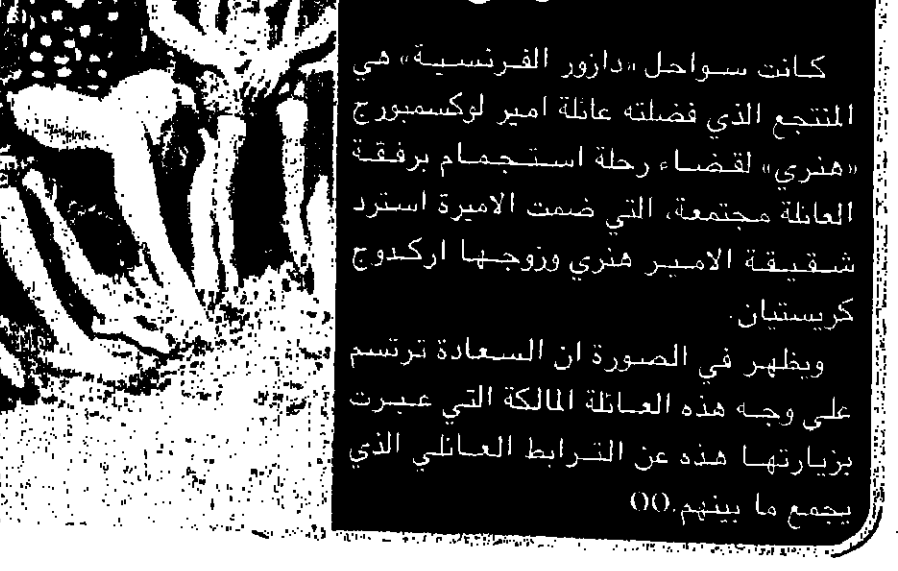 كانت سواحل «دازور الفرنسية» هي
المنتجع الذي فضلته عائلة امير لوكسمبورج
«هنري» لقضاء رحلة استجمام برفقة
العائلة مجتمعة، التي ضمت الاميرة استرد
شقيقة الامير هنري وزوجها اركدوج
كريستيان.
ويظهر في الصورة ان السعادة ترتسم
على وجه هذه العائلة المالكة التي عبرت
بزيارتها هذه عن الترابط العائلي الذي
يجمع ما بينهم.()()